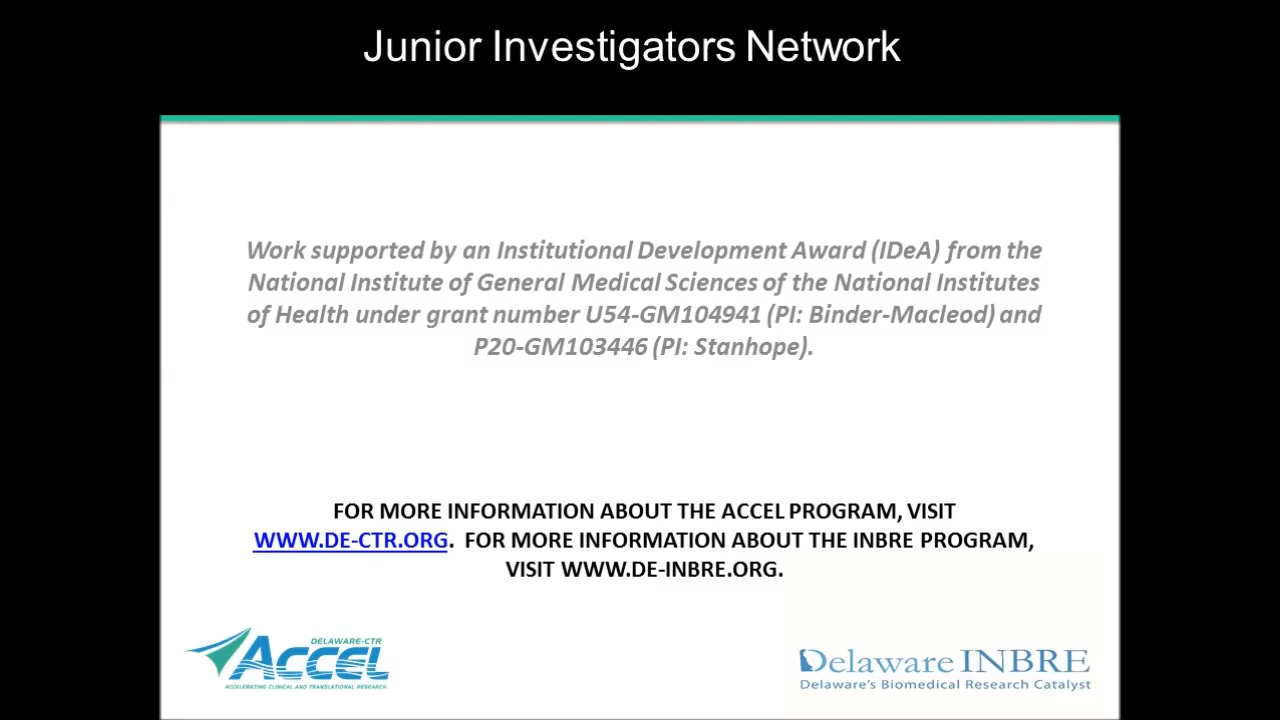 Junior Investigators Network
Work supported by an Institutional Development Award (IDeA) from the
National Institute of General Medical Sciences of the National Institutes
of Health under grant number U54-GM104941 (PI: Binder-Macleod) and
P20-GM103446 (PI: Stanhope).
FOR MORE INFORMATION ABOUT THE ACCEL PROGRAM, VISIT
WWW.DE-CTR.ORG. FOR MORE INFORMATION ABOUT THE INBRE PROGRAM,
VISIT WWW.DE-INBRE.ORG.
DELAWARE-CTR
ACCEL
ACCELERATING CLINICAL AND TRANSLATIONAL RESEARCH
Delaware INBRE
Delaware's Biomedical Research Catalyst